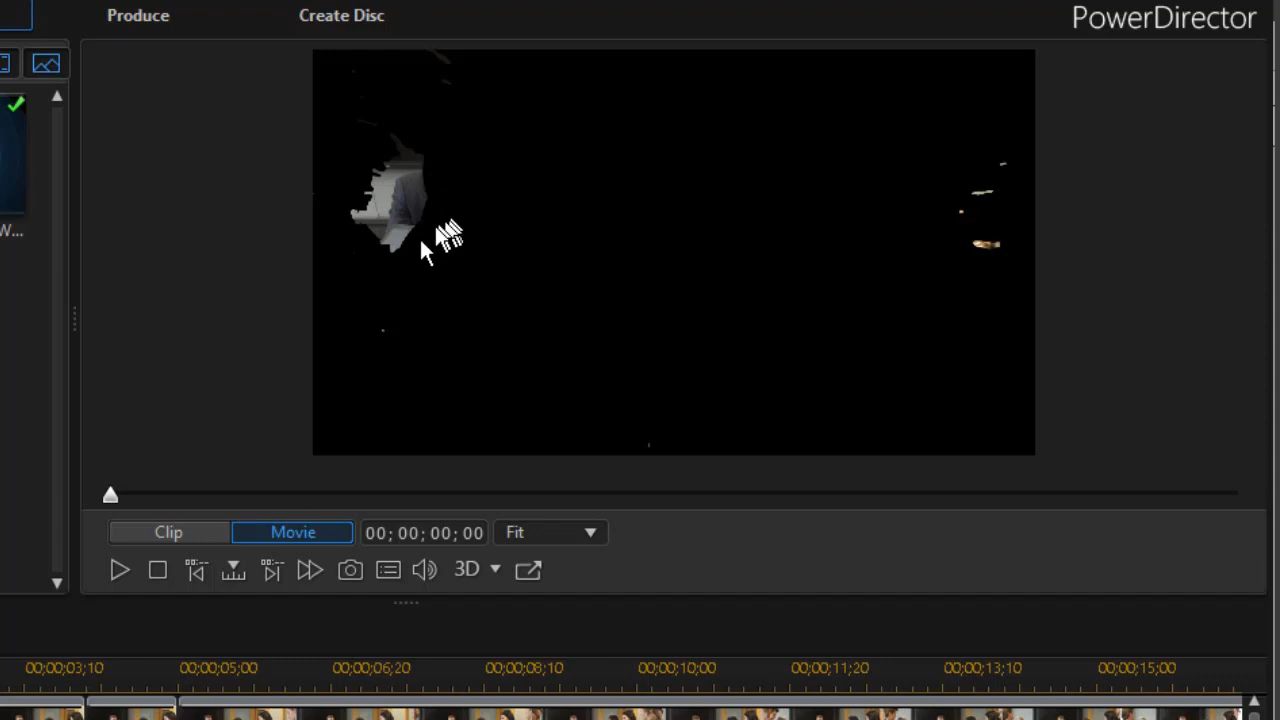 Produce Create Disc PowerDirector
W...
Clip Movie 00; 00; 00; 00 Fit
3D
00;00;03;10 00;00;05;00 00;00;06;20 00;00;08;10 00;00;10;00 00;00;11;20 00;00;13;10 00;00;15;00